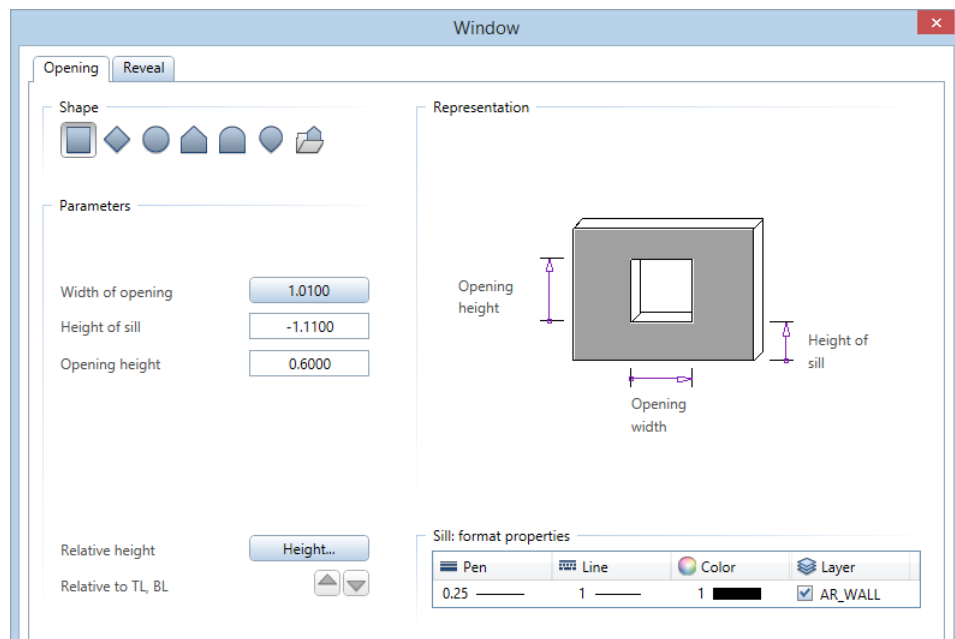 Window
Opening Reveal
Shape
Representation
Parameters
Width of opening 1.0100
Height of sill -1.1100
Opening height 0.6000
Opening
height
Height of
sill
Opening
width
Relative height Height...
Relative to TL, BL
Sill: format properties
Pen Line Color Layer
0.25 1 1 AR_WALL